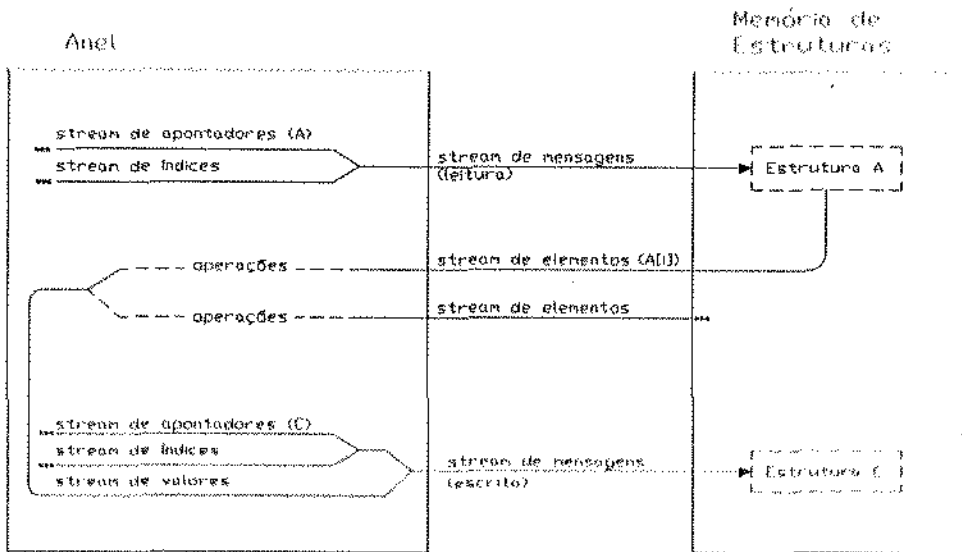 Anel
Memória de
Estruturas
stream de apontadores (A)
stream de índices
stream de mensagens
(leitura)
Estrutura A
operações
stream de elementos (A[i])
operações
stream de elementos
stream de apontadores (C)
stream de índices
stream de valores
stream de mensagens
(escrita)
Estrutura C